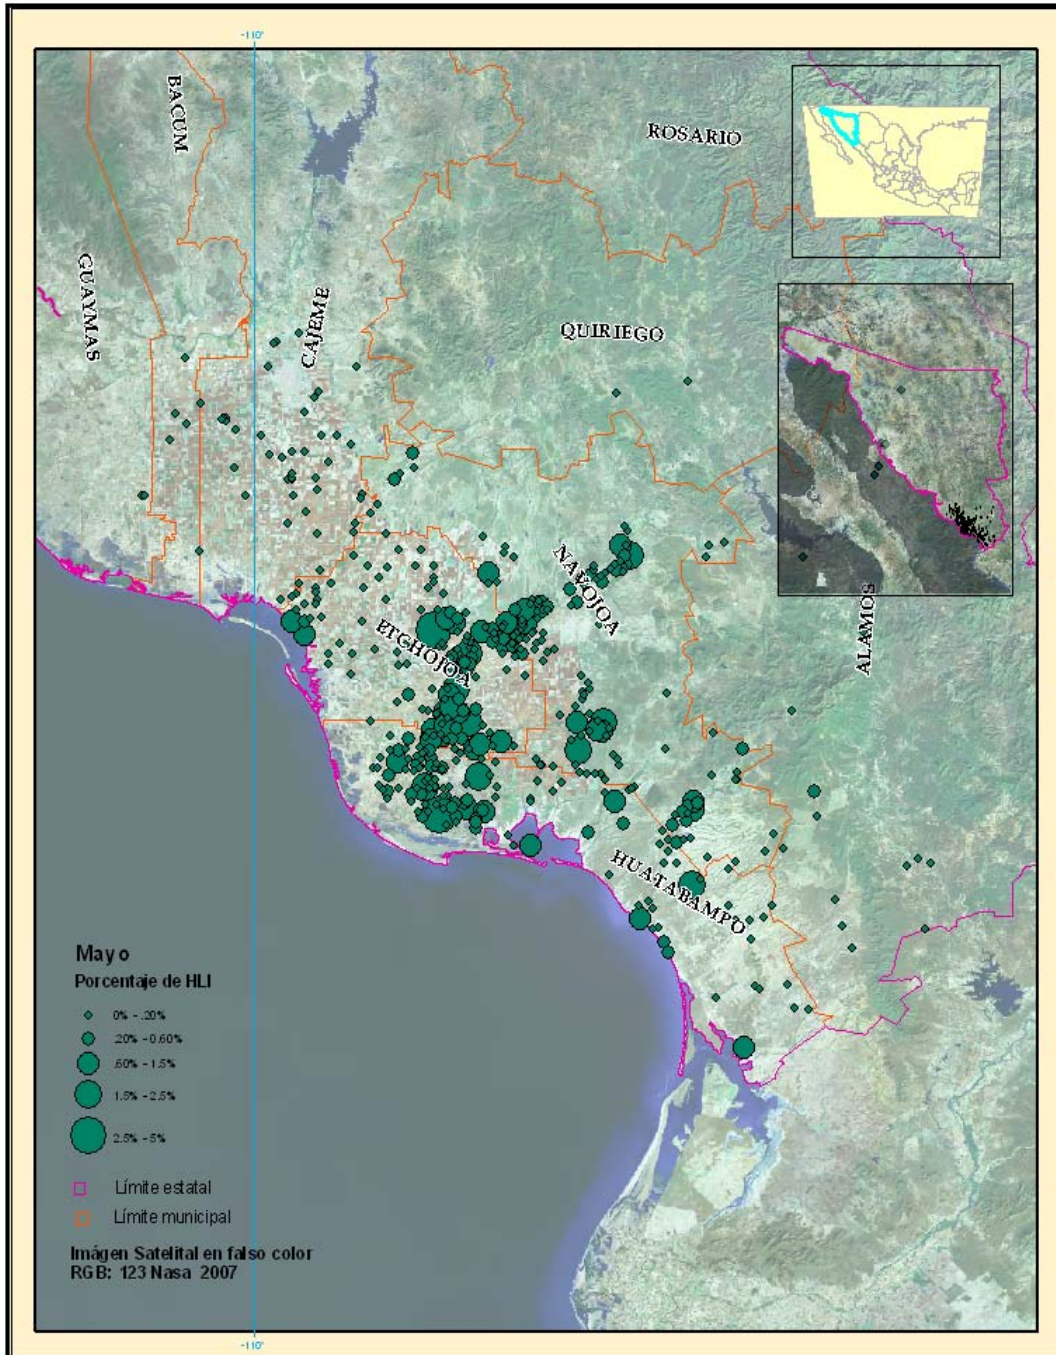 -110°
BACUM
ROSARIO
GUAYMAS
CAJEME
QUIRIEGO
NAVOJOA
ETCHOJOA
ALAMOS
HUATABAMPO
Mayo
Porcentaje de HLI
0% - .20%
.20% - 0.60%
.60% - 1.5%
1.5% - 2.5%
2.5% - 5%
Límite estatal
Límite municipal
Imágen Satelital en falso color
RGB: 123 Nasa 2007
-110°